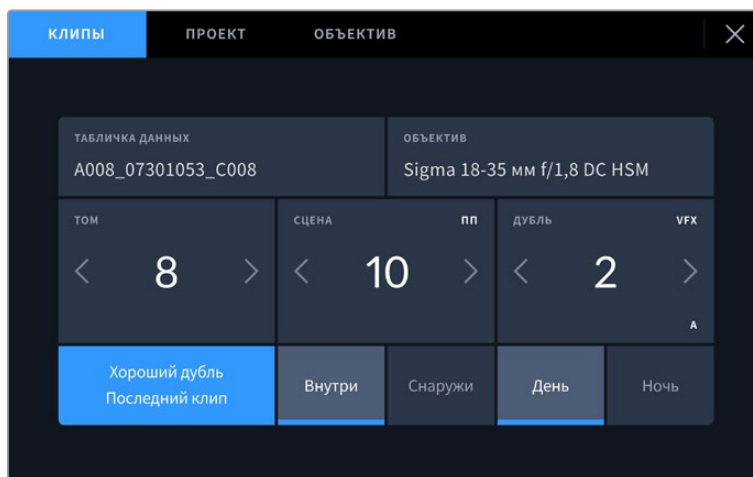 КЛИПЫ ПРОЕКТ ОБЪЕКТИВ
ТАБЛИЧКА ДАННЫХ ОБЪЕКТИВ
A008_07301053_C008 Sigma 18-35 мм f/1,8 DC HSM
ТОМ СЦЕНА ПП ДУБЛЬ VFX
8 10 2
A
Хороший дубль
Последний клип
Внутри Снаружи День Ночь